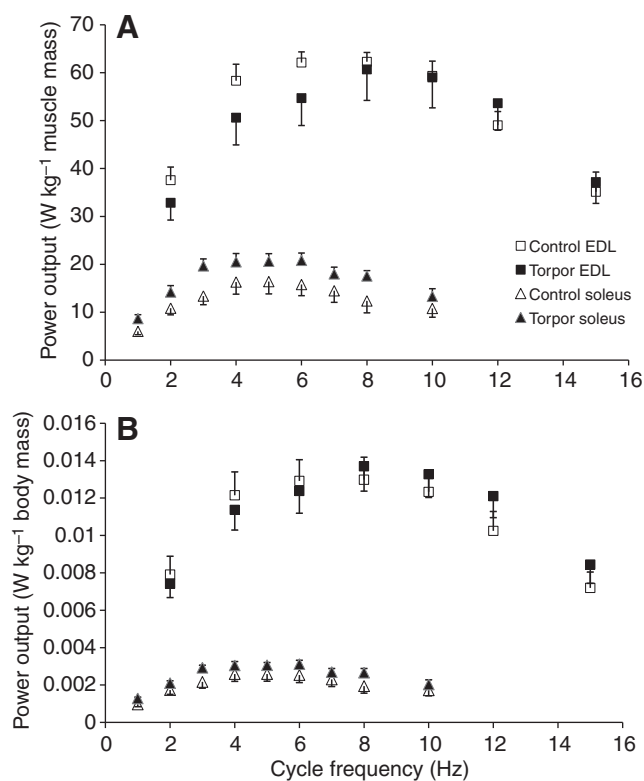 A
Power output (W kg⁻¹ muscle mass)
70
60
50
40
30
20
10
0
0 2 4 6 8 10 12 14 16
Control EDL
Torpor EDL
Control soleus
Torpor soleus
B
Power output (W kg⁻¹ body mass)
0.016
0.014
0.012
0.010
0.008
0.006
0.004
0.002
0
0 2 4 6 8 10 12 14 16
Cycle frequency (Hz)